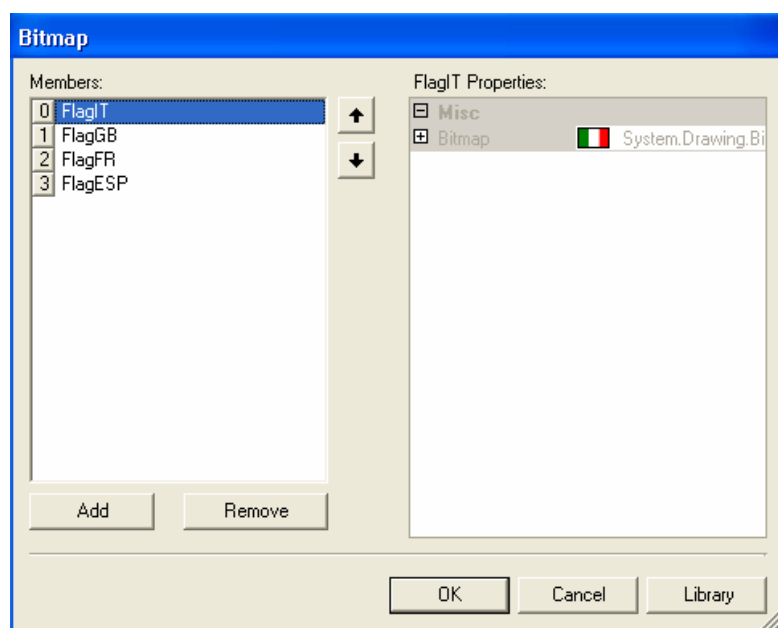 Bitmap
Members:
0 FlagIT
1 FlagGB
2 FlagFR
3 FlagESP
Add Remove
FlagIT Properties:
Misc
Bitmap System.Drawing.Bi
OK Cancel Library